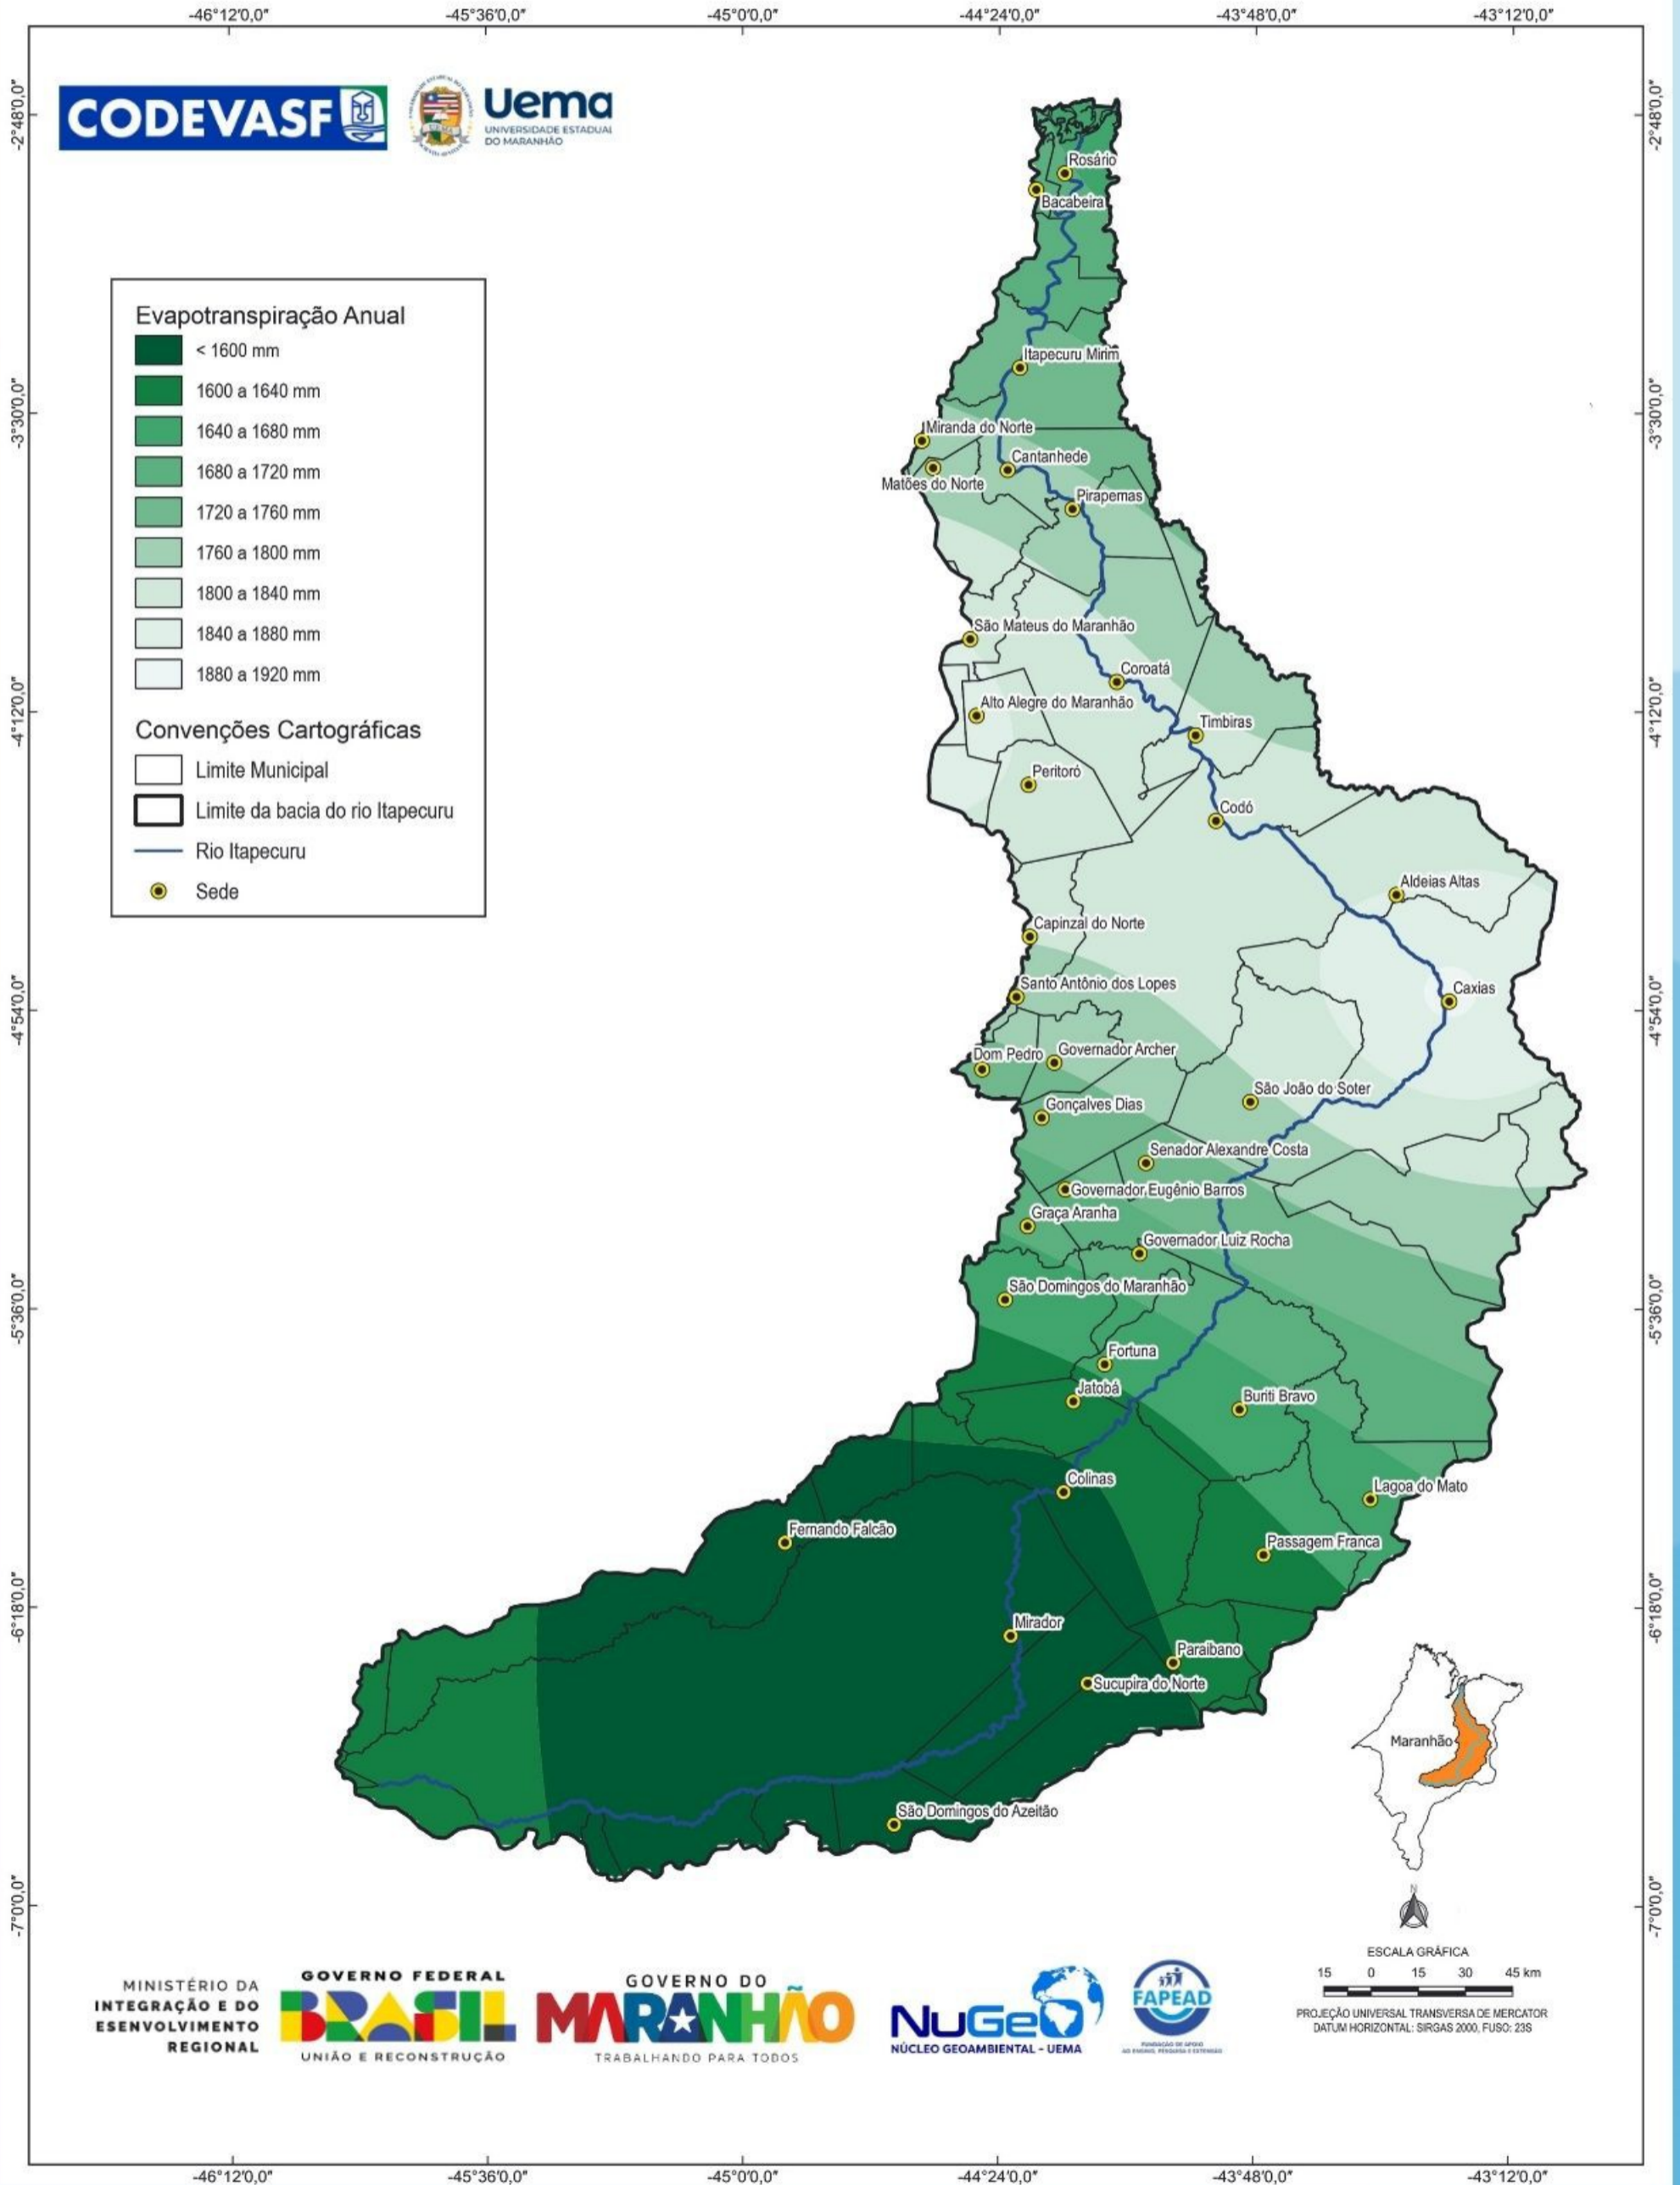 -46°12'0,0"
-45°36'0,0"
-45°0'0,0"
-44°24'0,0"
-43°48'0,0"
-43°12'0,0"
-2°48'0,0"
-2°48'0,0"
CODEVASF
Uema
UNIVERSIDADE ESTADUAL
DO MARANHÃO
Rosário
Bacabeira
Evapotranspiração Anual
< 1600 mm
1600 a 1640 mm
1640 a 1680 mm
1680 a 1720 mm
1720 a 1760 mm
1760 a 1800 mm
1800 a 1840 mm
1840 a 1880 mm
1880 a 1920 mm
Convenções Cartográficas
Limite Municipal
Limite da bacia do rio Itapecuru
Rio Itapecuru
Sede
Itapecuru Mirim
-3°30'0,0"
-3°30'0,0"
Miranda do Norte
Cantanhede
Matões do Norte
Pirapemas
São Mateus do Maranhão
Coroatá
Alto Alegre do Maranhão
-4°12'0,0"
-4°12'0,0"
Timbiras
Peritoró
Codó
Aldeias Altas
Capinzal do Norte
Santo Antônio dos Lopes
Caxias
-4°54'0,0"
-4°54'0,0"
Dom Pedro
Governador Archer
São João do Soter
Gonçalves Dias
Senador Alexandre Costa
Governador Eugênio Barros
Graça Aranha
Governador Luiz Rocha
São Domingos do Maranhão
-5°36'0,0"
-5°36'0,0"
Fortuna
Jatobá
Buriti Bravo
Colinas
Lagoa do Mato
Fernando Falcão
Passagem Franca
-6°18'0,0"
-6°18'0,0"
Mirador
Paraibano
Sucupira do Norte
Maranhão
São Domingos do Azeitão
-7°0'0,0"
-7°0'0,0"
N
ESCALA GRÁFICA
15 0 15 30 45 km
PROJEÇÃO UNIVERSAL TRANSVERSA DE MERCATOR
DATUM HORIZONTAL: SIRGAS 2000, FUSO: 23S
MINISTÉRIO DA
INTEGRAÇÃO E DO
ESENVOLVIMENTO
REGIONAL
GOVERNO FEDERAL
BRASIL
UNIÃO E RECONSTRUÇÃO
GOVERNO DO
MARANHÃO
TRABALHANDO PARA TODOS
NuGeo
NÚCLEO GEOAMBIENTAL - UEMA
FAPEAD
FUNDAÇÃO DE APOIO
AO ENSINO, PESQUISA E EXTENSÃO
-46°12'0,0"
-45°36'0,0"
-45°0'0,0"
-44°24'0,0"
-43°48'0,0"
-43°12'0,0"